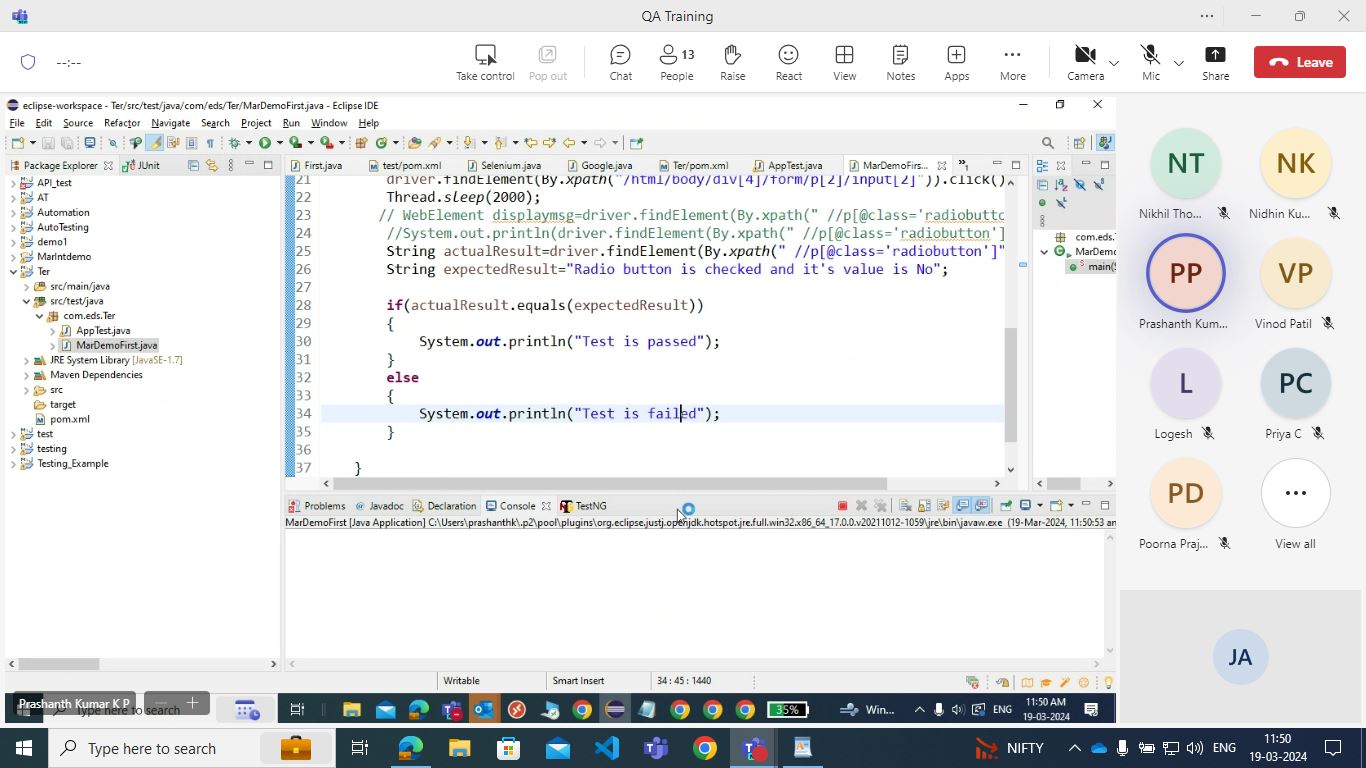 QA Training
--:--
Take control
Pop out
Chat
13
People
Raise
React
View
Notes
Apps
More
Camera
Mic
Share
Leave
eclipse-workspace - Ter/src/test/java/com/eds/Ter/MarDemoFirst.java - Eclipse IDE
File Edit Source Refactor Navigate Search Project Run Window Help
Package Explorer
JUnit
First.java
test/pom.xml
Selenium.java
Google.java
Ter/pom.xml
AppTest.java
MarDemoFirs...
API_test
AT
Automation
AutoTesting
demo1
MarIntdemo
Ter
src/main/java
src/test/java
com.eds.Ter
AppTest.java
MarDemoFirst.java
JRE System Library [JavaSE-1.7]
Maven Dependencies
src
target
pom.xml
test
testing
Testing_Example
21 driver.findElement(By.xpath("/html/body/div[4]/form/p[2]/input[2]")).click()
22 Thread.sleep(2000);
23 // WebElement displaymsg=driver.findElement(By.xpath(" //p[@class='radiobutto
24 //System.out.println(driver.findElement(By.xpath(" //p[@class='radiobutton']
25 String actualResult=driver.findElement(By.xpath(" //p[@class='radiobutton']"
26 String expectedResult="Radio button is checked and it's value is No";
27
28 if(actualResult.equals(expectedResult))
29 {
30 System.out.println("Test is passed");
31 }
32 else
33 {
34 System.out.println("Test is failed");
35 }
36
37 }
com.eds.T
MarDemo
main(S
Problems
Javadoc
Declaration
Console
TestNG
MarDemoFirst [Java Application] C:\Users\prashanthk\.p2\pool\plugins\org.eclipse.justj.openjdk.hotspot.jre.full.win32.x86_64_17.0.0.v20211012-1059\jre\bin\javaw.exe (19-Mar-2024, 11:50:53 am
Writable
Smart Insert
34 : 45 : 1440
Prashanth Kumar K P
Type here to search
35%
Win...
ENG
11:50 AM
19-03-2024
NT
Nikhil Tho...
NK
Nidhin Ku...
PP
Prashanth Kum...
VP
Vinod Patil
L
Logesh
PC
Priya C
PD
Poorna Praj...
View all
JA
Type here to search
NIFTY
ENG
11:50
19-03-2024